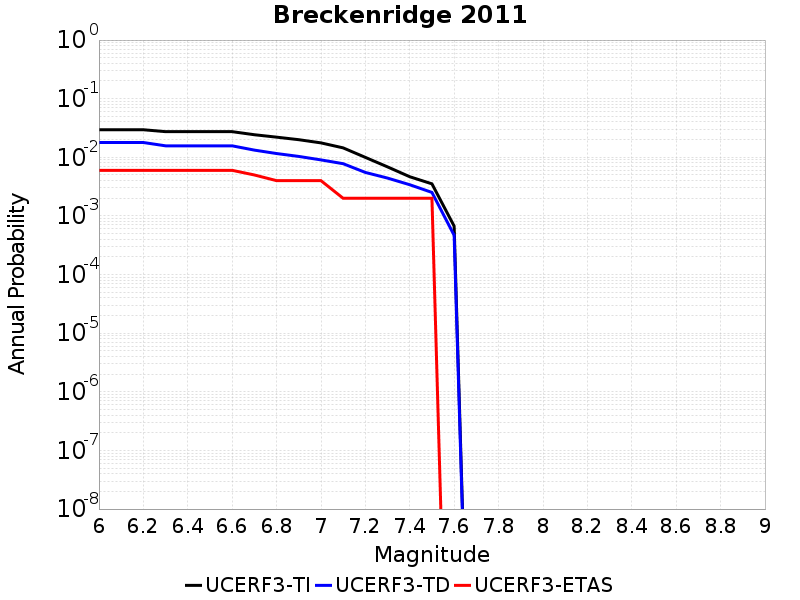 Breckenridge 2011
Annual Probability
10^0
10^-1
10^-2
10^-3
10^-4
10^-5
10^-6
10^-7
10^-8
6 6.2 6.4 6.6 6.8 7 7.2 7.4 7.6 7.8 8 8.2 8.4 8.6 8.8 9
Magnitude
UCERF3-TI UCERF3-TD UCERF3-ETAS